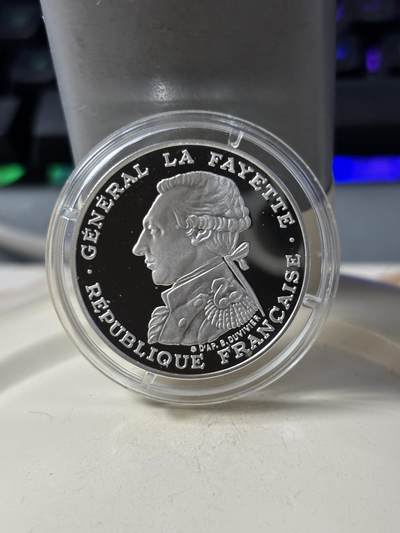 · GÉNÉRAL LA FAYETTE ·
RÉPUBLIQUE FRANÇAISE
D'AP. B. DUVIVIER